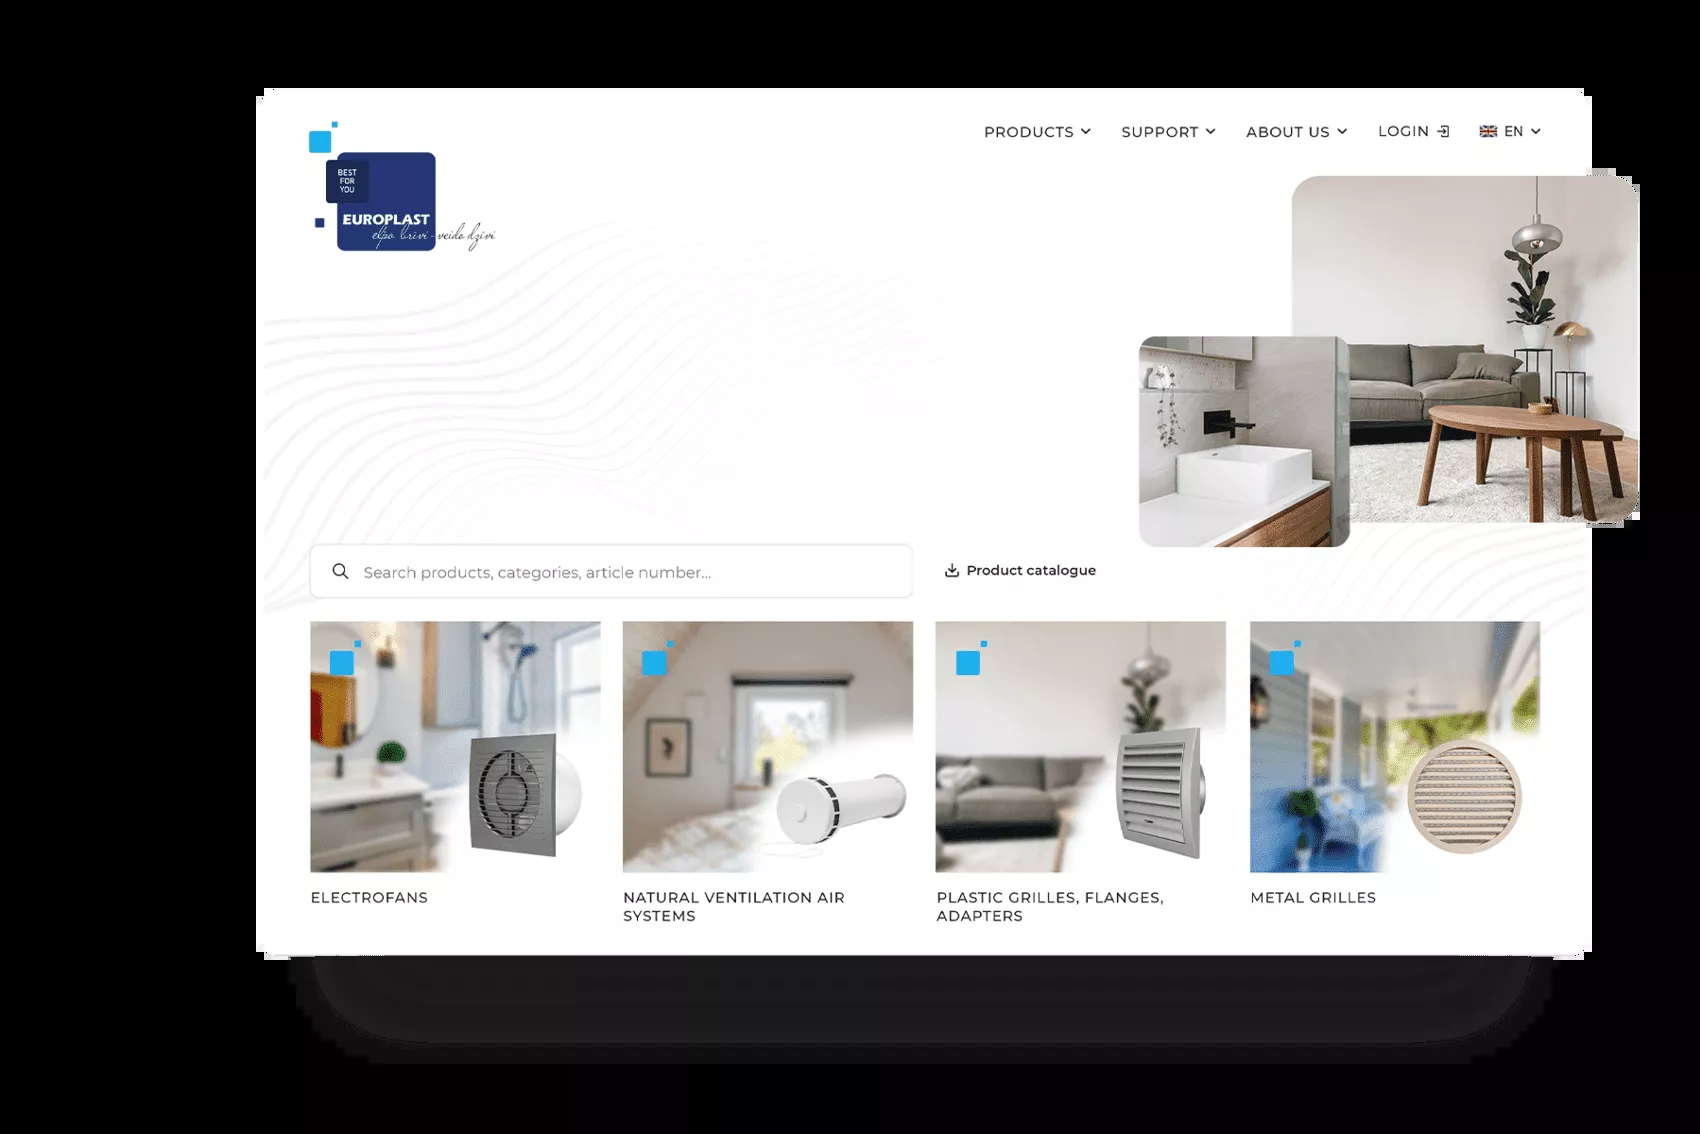 PRODUCTS
SUPPORT
ABOUT US
LOGIN
EN
BEST
FOR
YOU
EUROPLAST
elpo brīvi - veido dzīvi
Search products, categories, article number...
Product catalogue
ELECTROFANS
NATURAL VENTILATION AIR
SYSTEMS
PLASTIC GRILLES, FLANGES,
ADAPTERS
METAL GRILLES